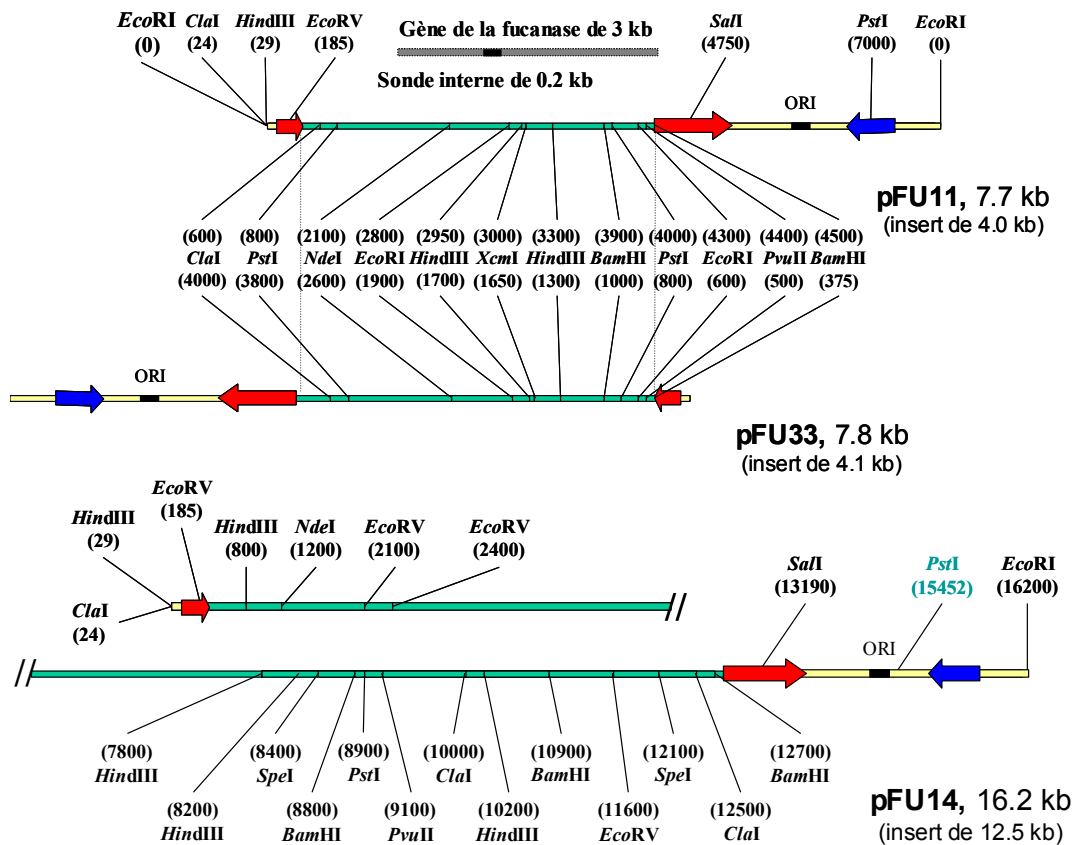 EcoRI ClaI HindIII EcoRV Gène de la fucanase de 3 kb SalI PstI EcoRI
(0) (24) (29) (185) (4750) (7000) (0)
Sonde interne de 0.2 kb
ORI
pFU11, 7.7 kb
(insert de 4.0 kb)
(600) (800) (2100) (2800) (2950) (3000) (3300) (3900) (4000) (4300) (4400) (4500)
ClaI PstI NdeI EcoRI HindIII XcmI HindIII BamHI PstI EcoRI PvuII BamHI
(4000) (3800) (2600) (1900) (1700) (1650) (1300) (1000) (800) (600) (500) (375)
ORI
pFU33, 7.8 kb
(insert de 4.1 kb)
EcoRV
(185)
HindIII HindIII NdeI EcoRV EcoRV
(29) (800) (1200) (2100) (2400)
ClaI
(24)
SalI PstI EcoRI
(13190) (15452) (16200)
//
ORI
//
(7800) (8400) (8900) (10000) (10900) (12100) (12700)
HindIII SpeI PstI ClaI BamHI SpeI BamHI
(8200) (8800) (9100) (10200) (11600) (12500)
HindIII BamHI PvuII HindIII EcoRV ClaI
pFU14, 16.2 kb
(insert de 12.5 kb)